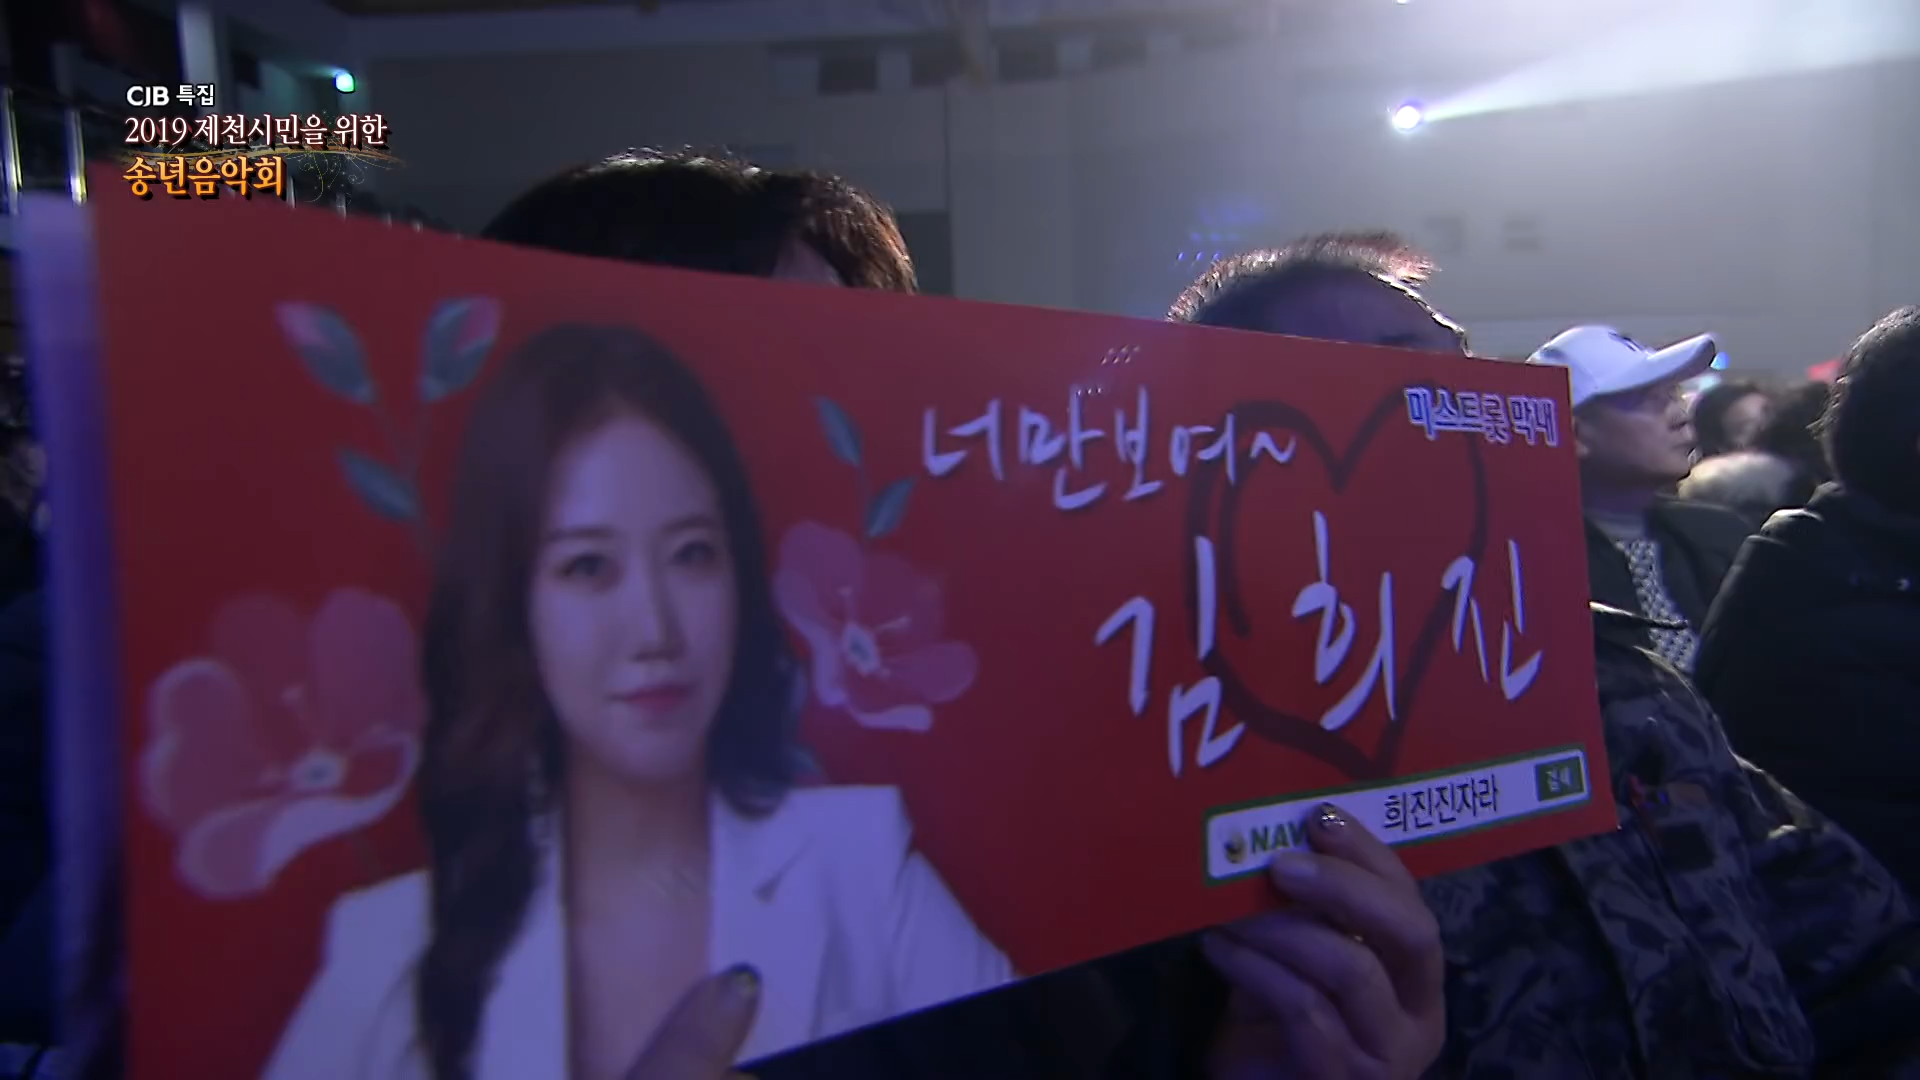 CJB 특집
2019 제천시민을 위한
송년음악회
미스트롯 막내
너만보여~
김희진
희진진자라